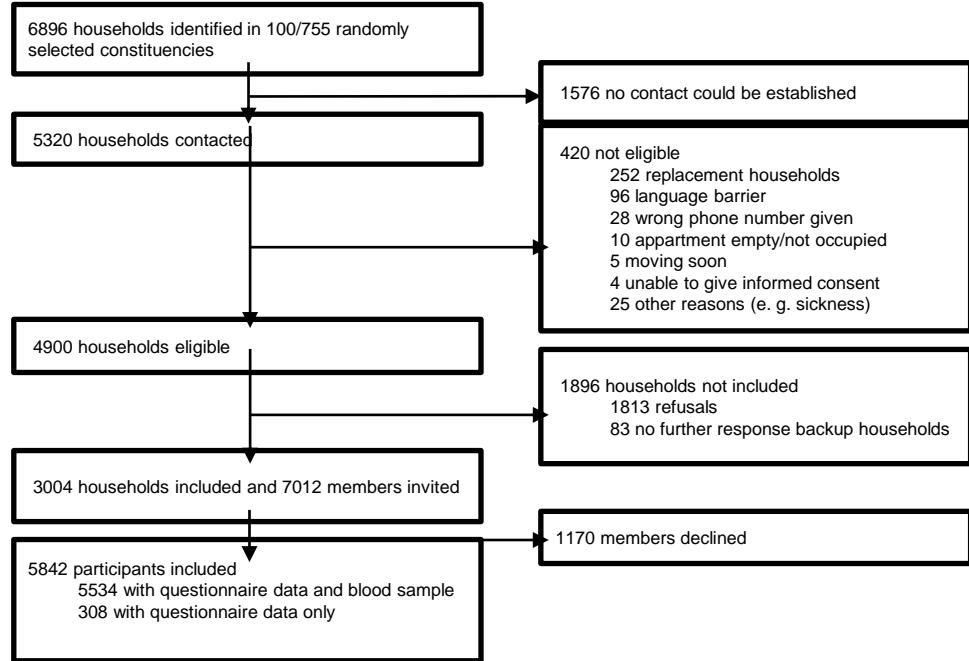 6896 households identified in 100/755 randomly
selected constituencies
1576 no contact could be established
5320 households contacted
420 not eligible
252 replacement households
96 language barrier
28 wrong phone number given
10 appartment empty/not occupied
5 moving soon
4 unable to give informed consent
25 other reasons (e. g. sickness)
4900 households eligible
1896 households not included
1813 refusals
83 no further response backup households
3004 households included and 7012 members invited
1170 members declined
5842 participants included
5534 with questionnaire data and blood sample
308 with questionnaire data only